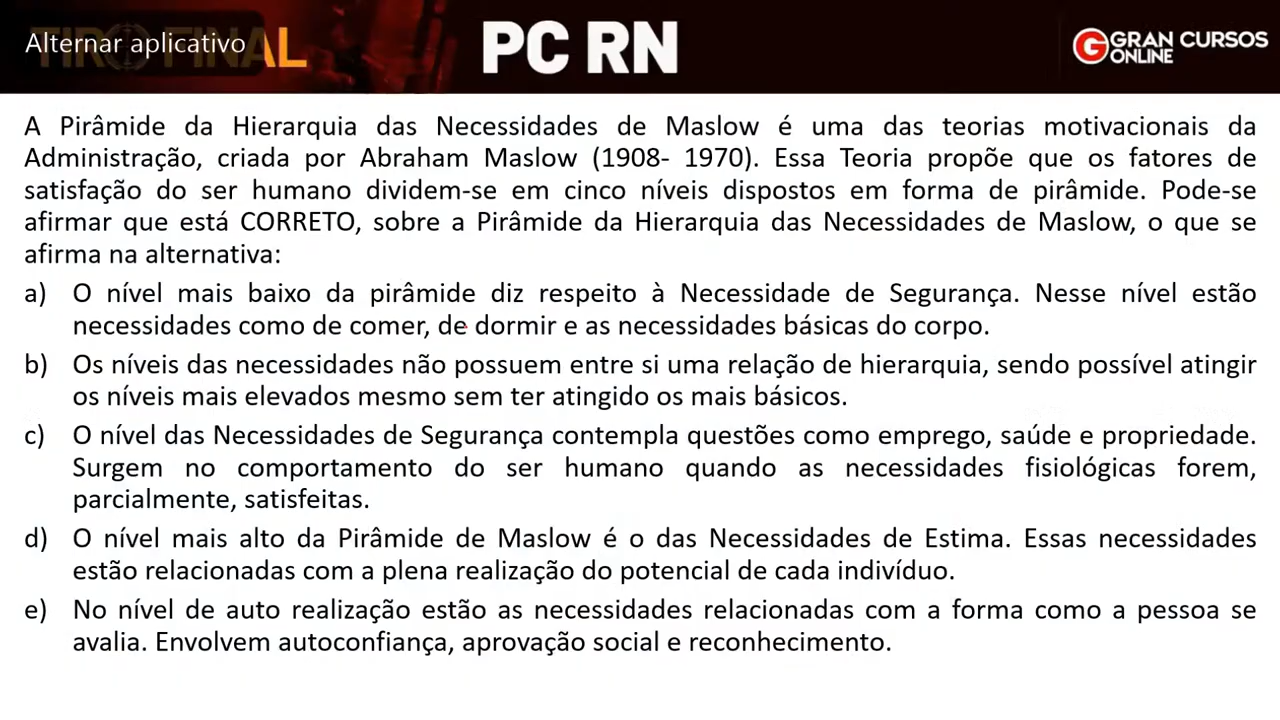 Alternar aplicativo
TIRO FINAL
PC RN
GRAN CURSOS
ONLINE
A Pirâmide da Hierarquia das Necessidades de Maslow é uma das teorias motivacionais da
Administração, criada por Abraham Maslow (1908- 1970). Essa Teoria propõe que os fatores de
satisfação do ser humano dividem-se em cinco níveis dispostos em forma de pirâmide. Pode-se
afirmar que está CORRETO, sobre a Pirâmide da Hierarquia das Necessidades de Maslow, o que se
afirma na alternativa:
a) O nível mais baixo da pirâmide diz respeito à Necessidade de Segurança. Nesse nível estão
necessidades como de comer, de dormir e as necessidades básicas do corpo.
b) Os níveis das necessidades não possuem entre si uma relação de hierarquia, sendo possível atingir
os níveis mais elevados mesmo sem ter atingido os mais básicos.
c) O nível das Necessidades de Segurança contempla questões como emprego, saúde e propriedade.
Surgem no comportamento do ser humano quando as necessidades fisiológicas forem,
parcialmente, satisfeitas.
d) O nível mais alto da Pirâmide de Maslow é o das Necessidades de Estima. Essas necessidades
estão relacionadas com a plena realização do potencial de cada indivíduo.
e) No nível de auto realização estão as necessidades relacionadas com a forma como a pessoa se
avalia. Envolvem autoconfiança, aprovação social e reconhecimento.